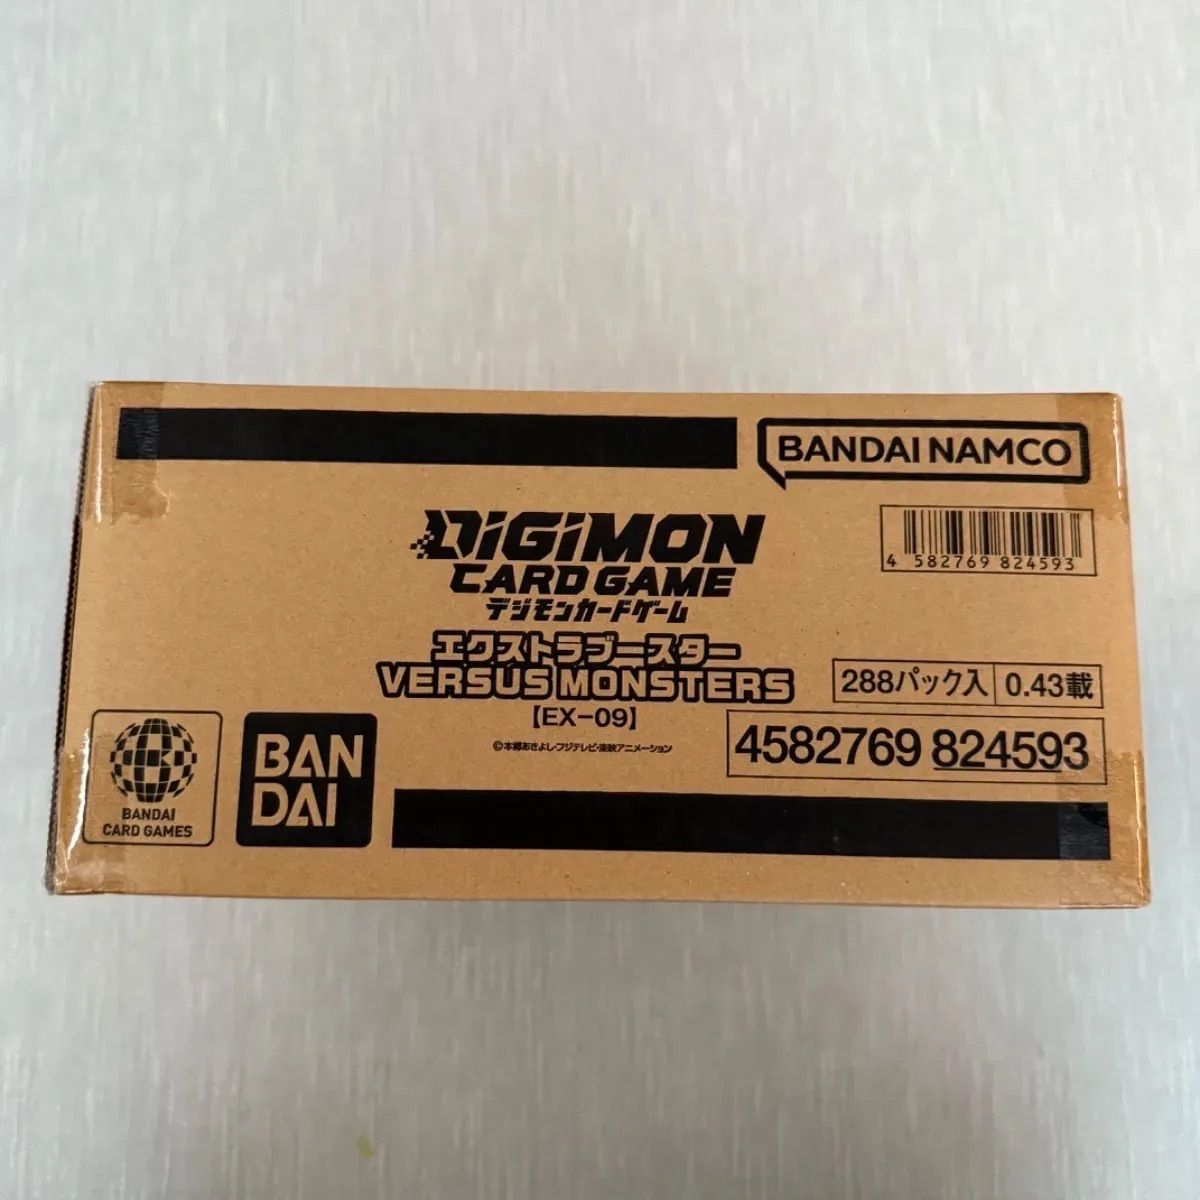 BANDAI NAMCO
4 582769 824593
DIGIMON
CARD GAME
デジモンカードゲーム
エクストラブースター
VERSUS MONSTERS
【EX-09】
288パック入 0.43載
©本郷あきよし・フジテレビ・東映アニメーション
4582769 824593
BANDAI
CARD GAMES
BAN
DAI